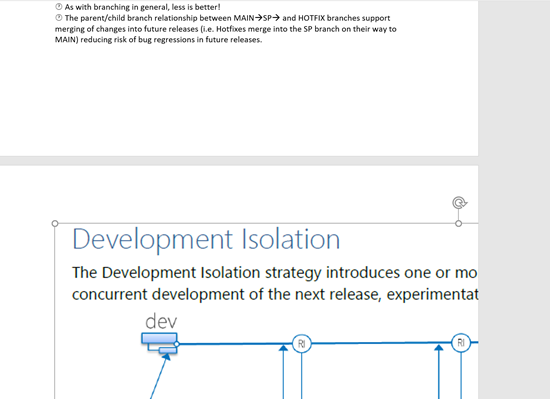 As with branching in general, less is better!
The parent/child branch relationship between MAIN→SP→ and HOTFIX branches support
merging of changes into future releases (i.e. Hotfixes merge into the SP branch on their way to
MAIN) reducing risk of bug regressions in future releases.
Development Isolation
The Development Isolation strategy introduces one or mo
concurrent development of the next release, experimentat
dev
RI RI